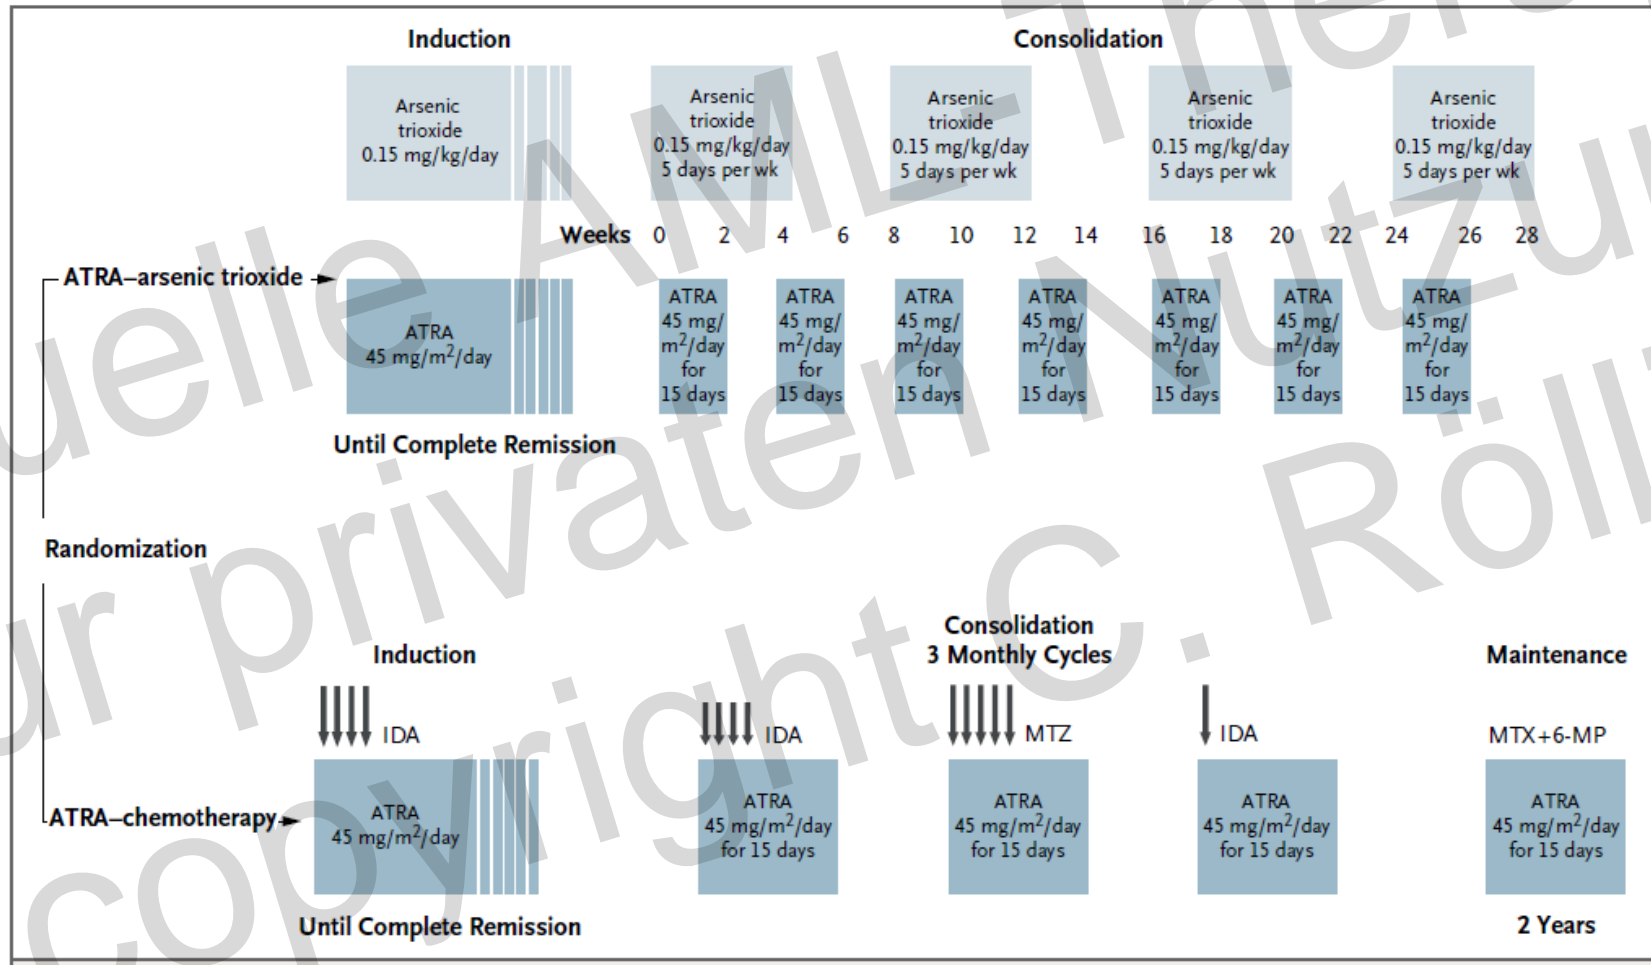 Induction
Consolidation
Arsenic
trioxide
0.15 mg/kg/day
Arsenic
trioxide
0.15 mg/kg/day
5 days per wk
Arsenic
trioxide
0.15 mg/kg/day
5 days per wk
Arsenic
trioxide
0.15 mg/kg/day
5 days per wk
Arsenic
trioxide
0.15 mg/kg/day
5 days per wk
Weeks 0 2 4 6 8 10 12 14 16 18 20 22 24 26 28
ATRA–arsenic trioxide
ATRA
45 mg/m²/day
ATRA
45 mg/
m²/day
for
15 days
ATRA
45 mg/
m²/day
for
15 days
ATRA
45 mg/
m²/day
for
15 days
ATRA
45 mg/
m²/day
for
15 days
ATRA
45 mg/
m²/day
for
15 days
ATRA
45 mg/
m²/day
for
15 days
ATRA
45 mg/
m²/day
for
15 days
Until Complete Remission
Randomization
Induction
Consolidation
3 Monthly Cycles
Maintenance
IDA
IDA
MTZ
IDA
MTX+6-MP
ATRA–chemotherapy
ATRA
45 mg/m²/day
ATRA
45 mg/m²/day
for 15 days
ATRA
45 mg/m²/day
for 15 days
ATRA
45 mg/m²/day
for 15 days
ATRA
45 mg/m²/day
for 15 days
Until Complete Remission
2 Years
AML-
privaten
copyright C.